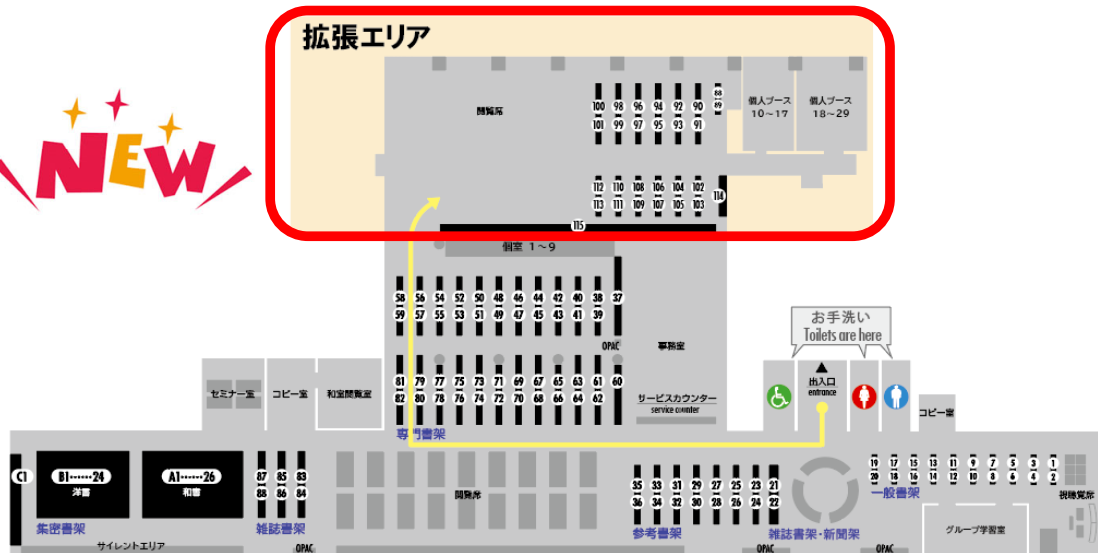 拡張エリア
NEW
閲覧席
100 98 96 94 92 90 88
101 99 97 95 93 91 89
個人ブース
10～17
個人ブース
18～29
112 110 108 106 104 102
113 111 109 107 105 103
114
115
個室 1～9
58 56 54 52 50 48 46 44 42 40 38 37
59 57 55 53 51 49 47 45 43 41 39
OPAC
事務室
お手洗い
Toilets are here
出入口
entrance
セミナー室
コピー室
和室閲覧室
81 79 77 75 73 71 69 67 65 63 61 60
82 80 78 76 74 72 70 68 66 64 62
サービスカウンター
service counter
コピー室
専門書架
C1
B1……24
洋書
A1……26
和書
87 85 83
88 86 84
閲覧席
35 33 31 29 27 25 23 21
36 34 32 30 28 26 24 22
19 17 15 13 11 9 7 5 3 1
20 18 16 14 12 10 8 6 4 2
一般書架
視聴覚席
集密書架
雑誌書架
参考書架
雑誌書架・新聞架
グループ学習室
サイレントエリア
OPAC
OPAC
OPAC